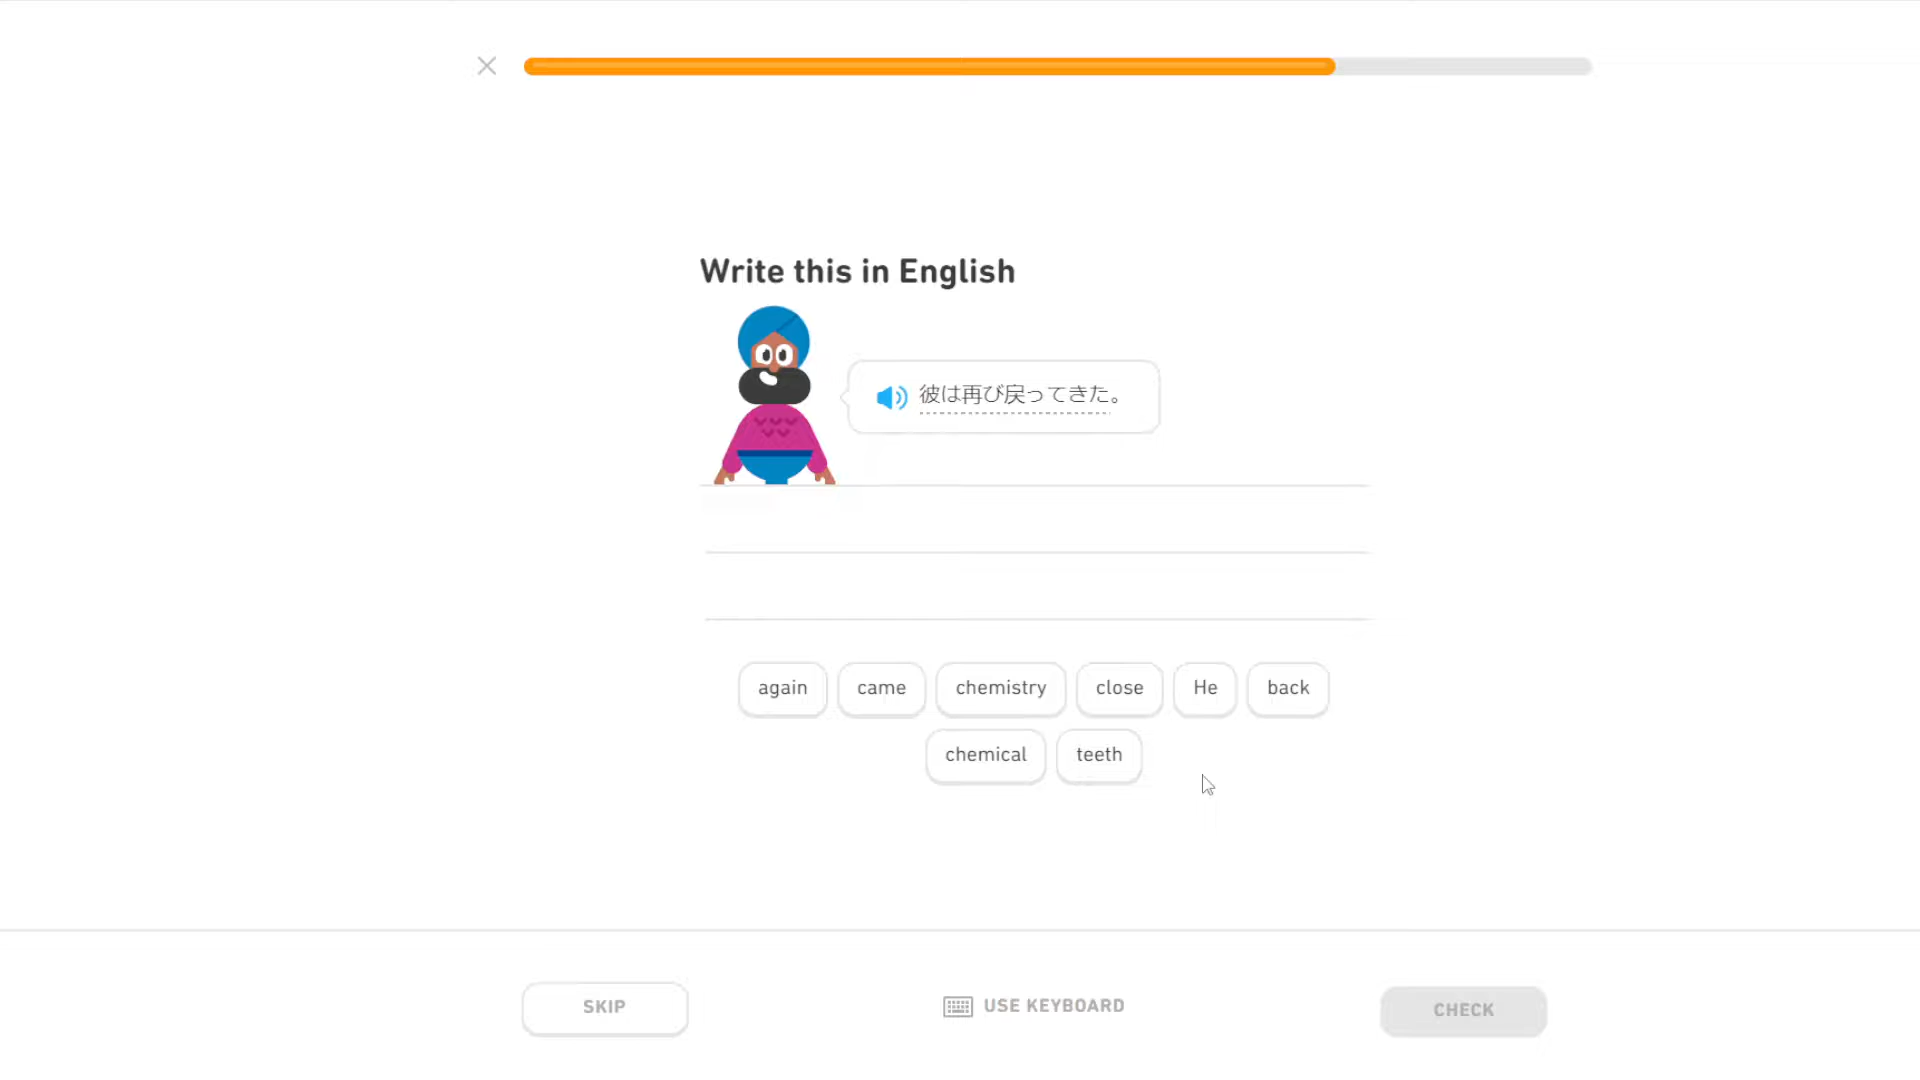 Write this in English
彼は再び戻ってきた。
again came chemistry close He back
chemical teeth
SKIP USE KEYBOARD CHECK